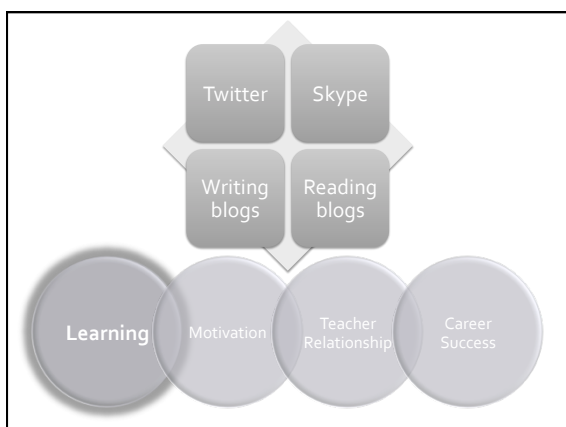 Twitter
Skype
Writing
blogs
Reading
blogs
Learning
Motivation
Teacher
Relationship
Career
Success